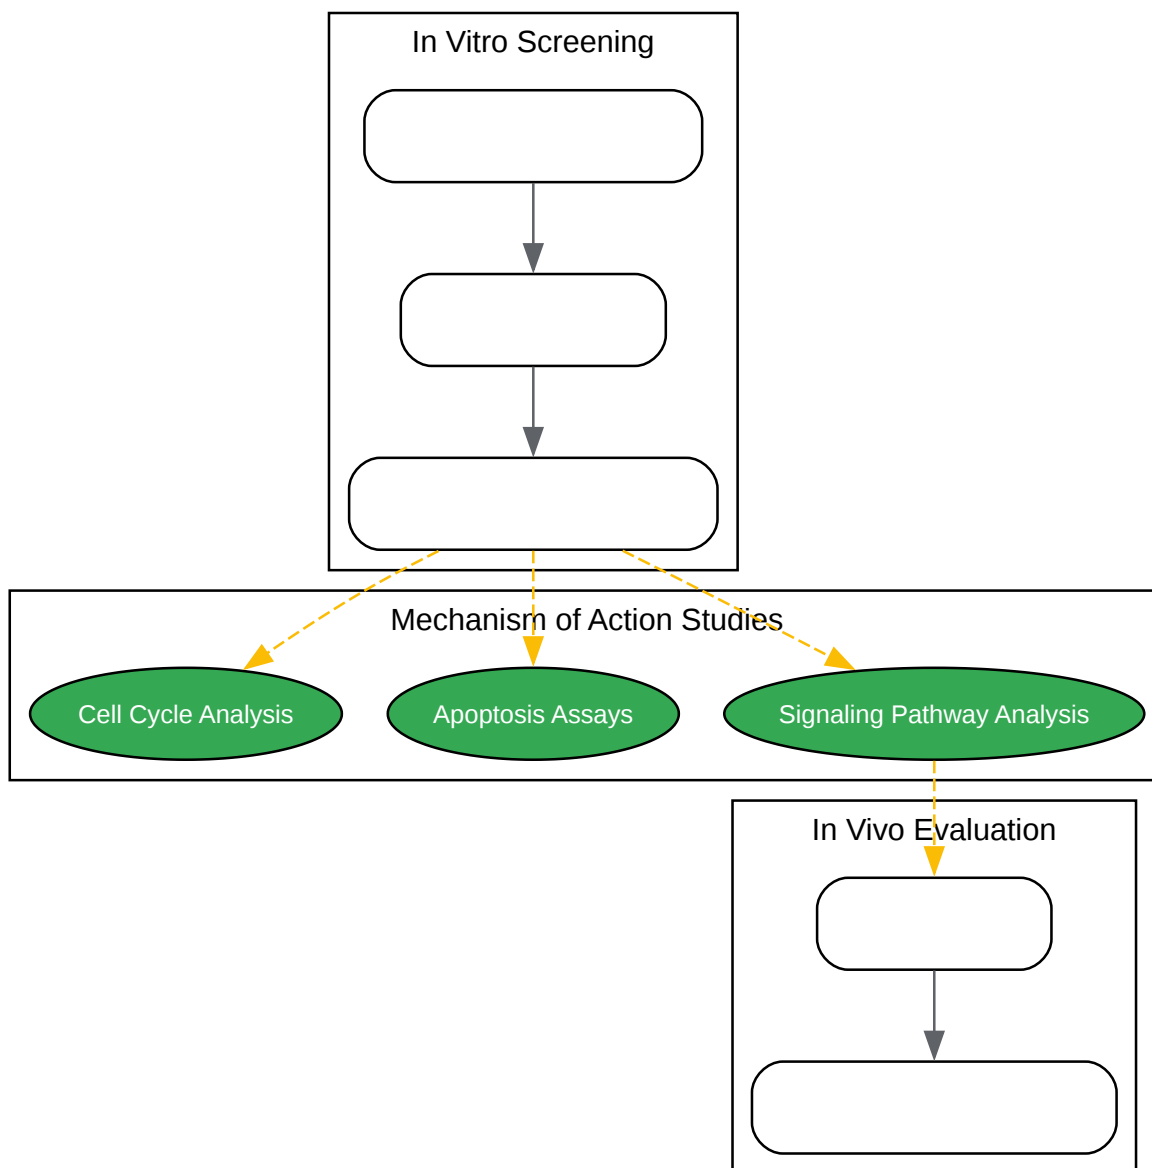 In Vitro Screening
Mechanism of Action Studies
Cell Cycle Analysis
Apoptosis Assays
Signaling Pathway Analysis
In Vivo Evaluation